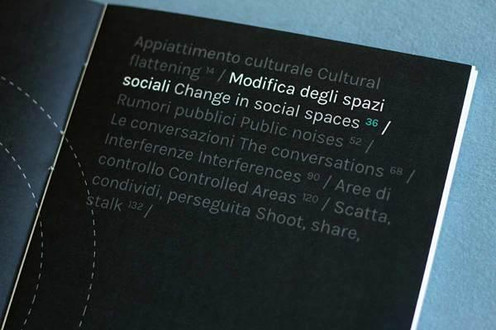 Appiattimento culturale Cultural
flattening 14 / Modifica degli spazi
sociali Change in social spaces 36 /
Rumori pubblici Public noises 52 /
Le conversazioni The conversations 68 /
Interferenze Interferences 90 / Aree di
controllo Controlled Areas 120 / Scatta,
condividi, perseguita Shoot, share,
stalk 132 /